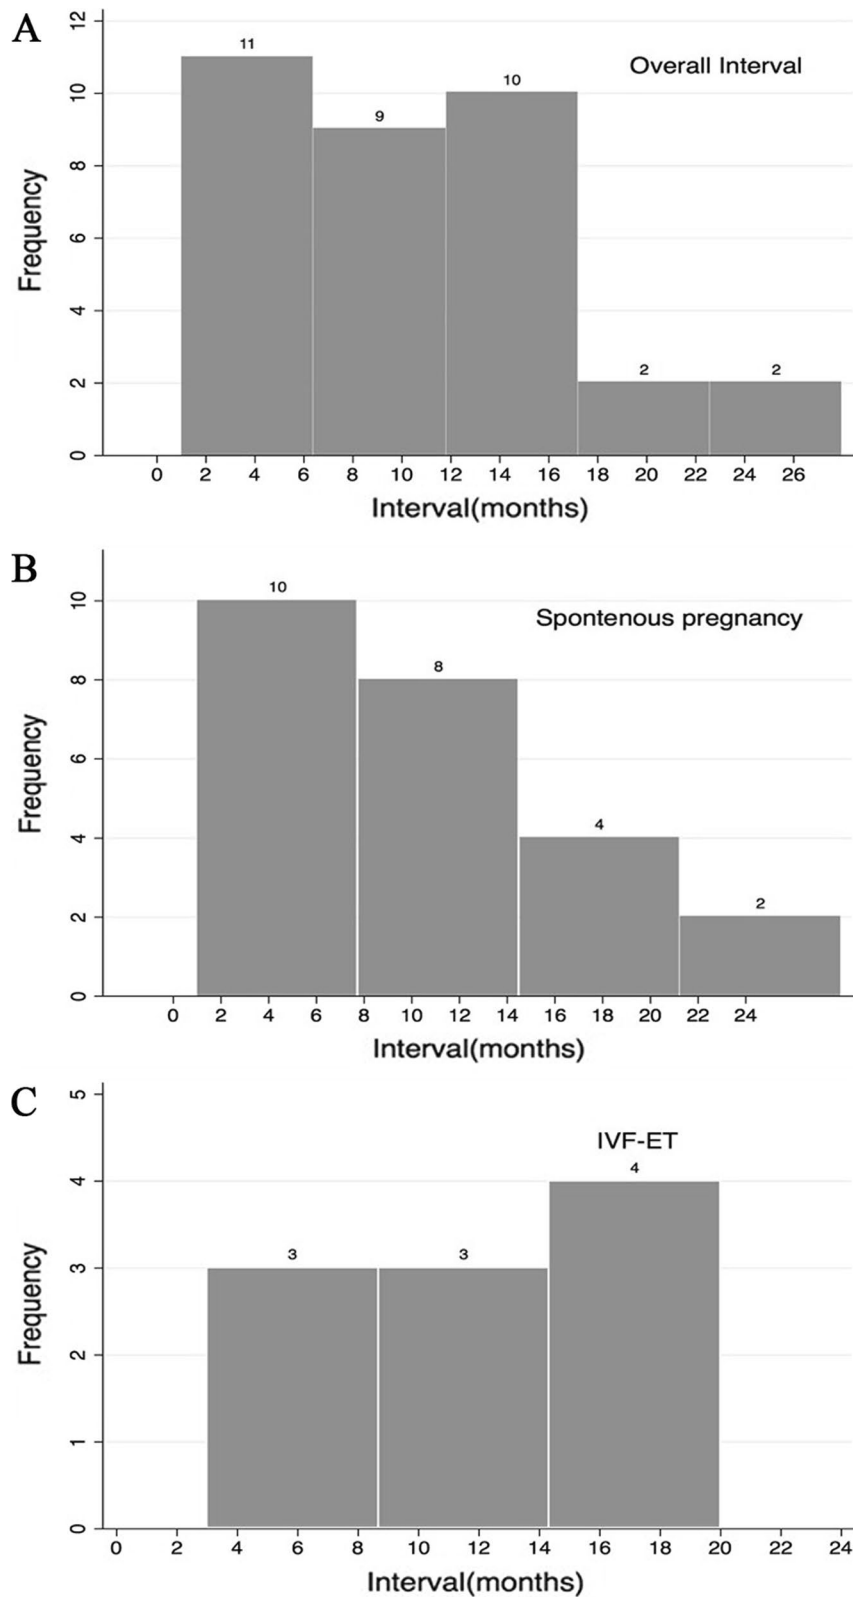 A
12
11
Overall Interval
10
10
9
8
6
4
2
2
2
0
Frequency
0 2 4 6 8 10 12 14 16 18 20 22 24 26
Interval(months)
B
10
10
Spontenous pregnancy
8
8
6
4
4
2
2
0
Frequency
0 2 4 6 8 10 12 14 16 18 20 22 24
Interval(months)
C
5
IVF-ET
4
4
3
3
3
2
1
0
Frequency
0 2 4 6 8 10 12 14 16 18 20 22 24
Interval(months)